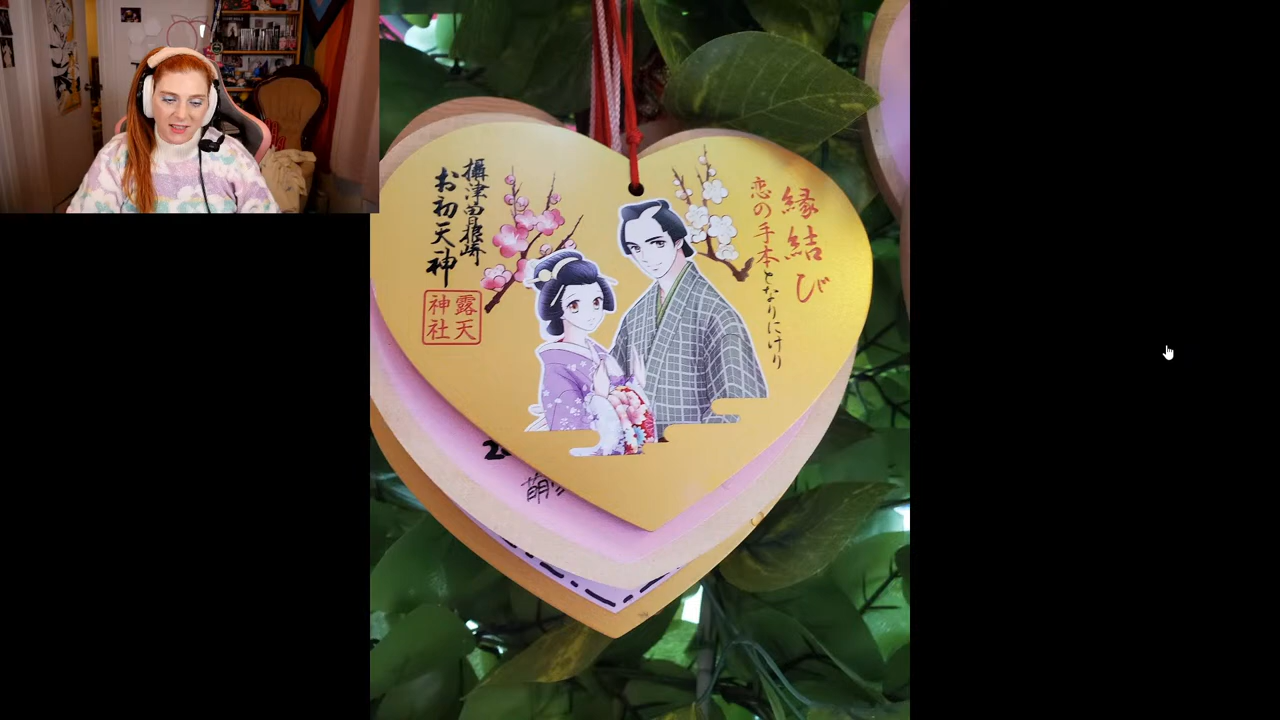 縁結び
恋の手本となりにけり
攝津曽根崎
お初天神
露天
神社